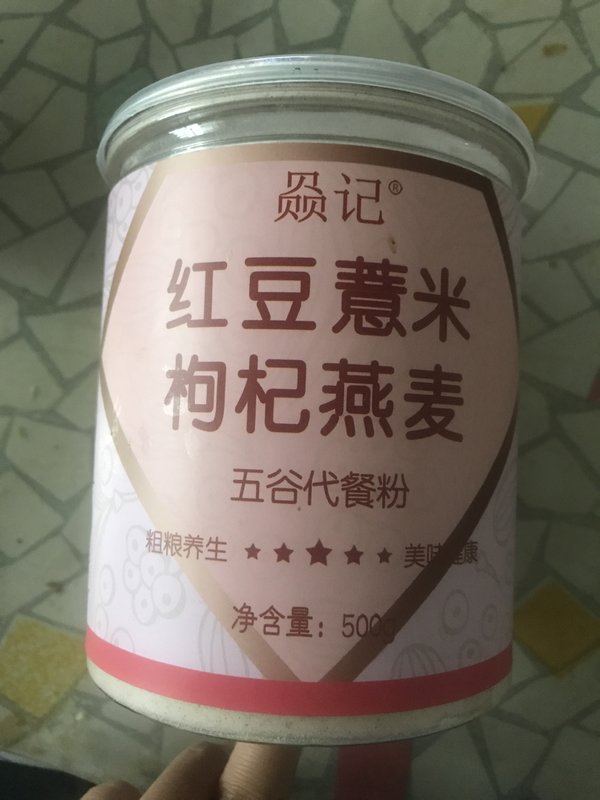 赑记®
红豆薏米
枸杞燕麦
五谷代餐粉
粗粮养生 ★★★★★ 美味健康
净含量：500g